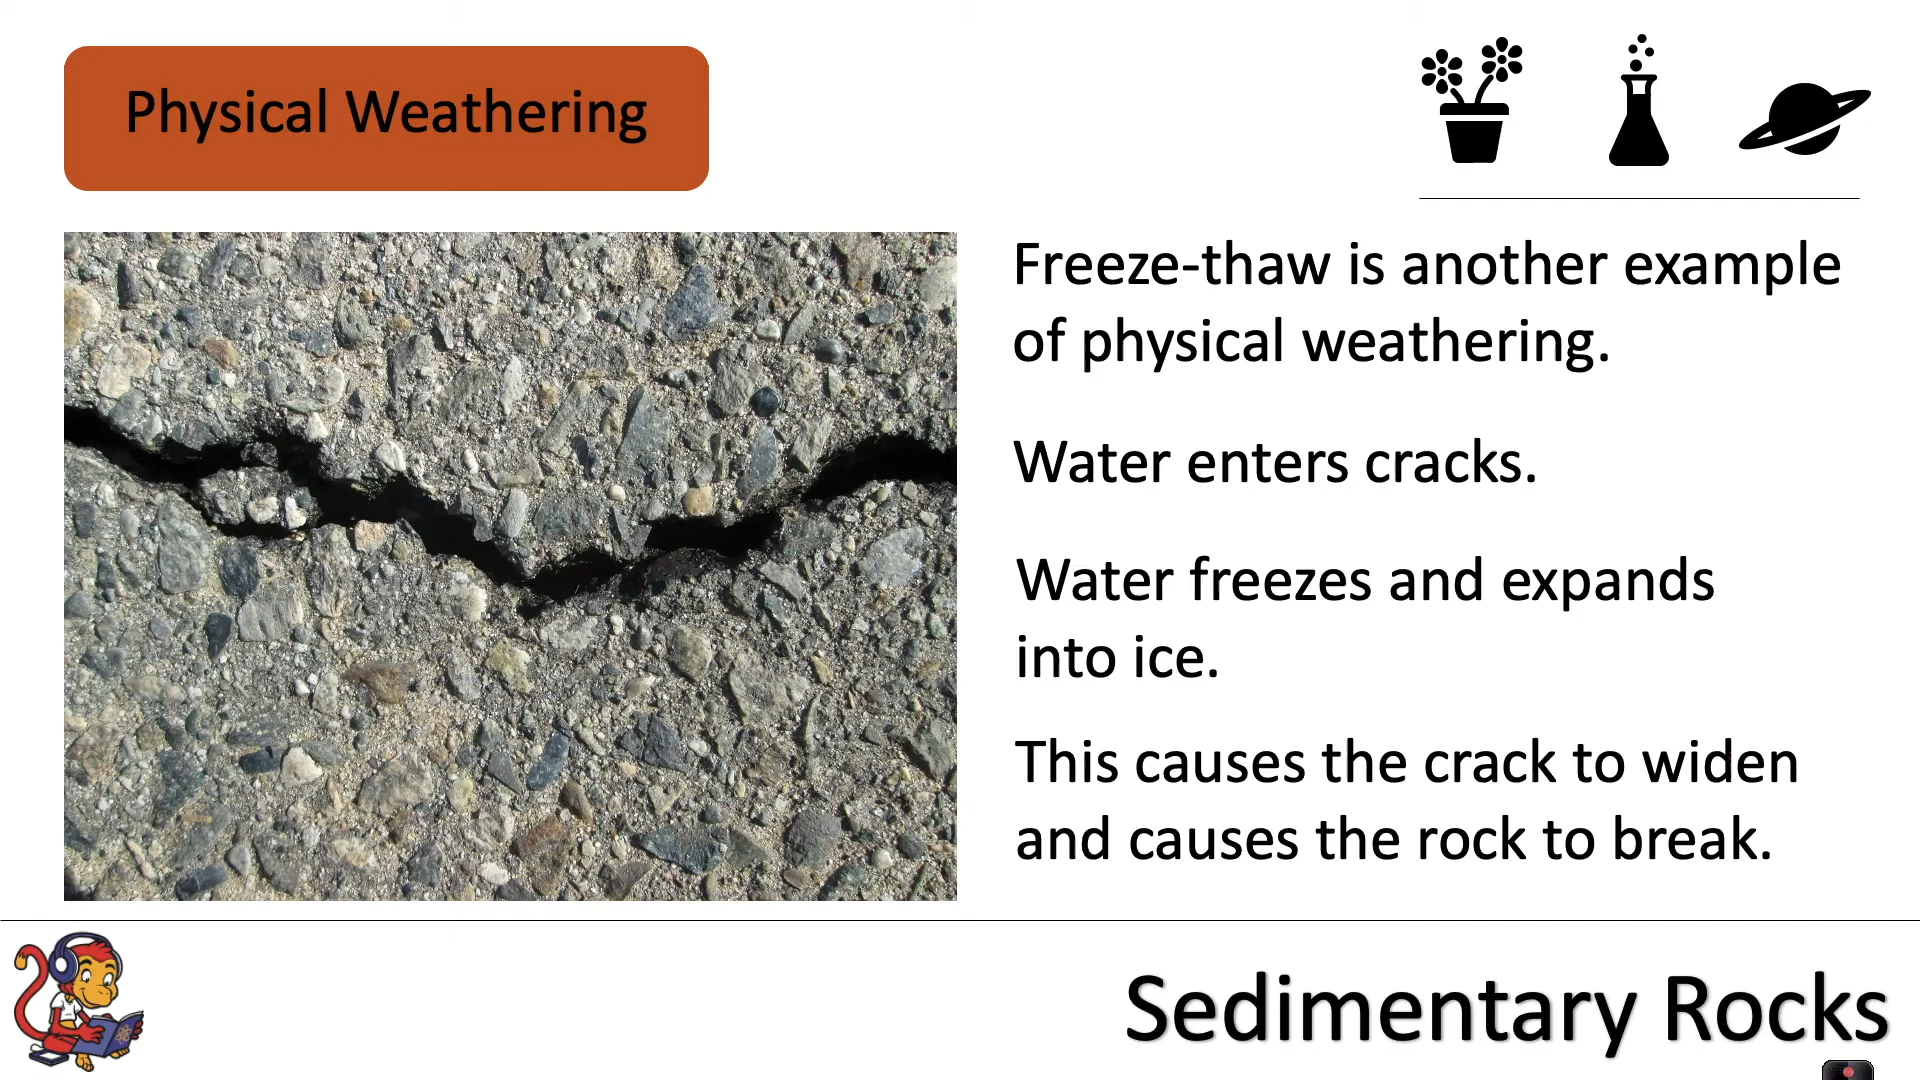 Physical Weathering
Freeze-thaw is another example
of physical weathering.
Water enters cracks.
Water freezes and expands
into ice.
This causes the crack to widen
and causes the rock to break.
Sedimentary Rocks